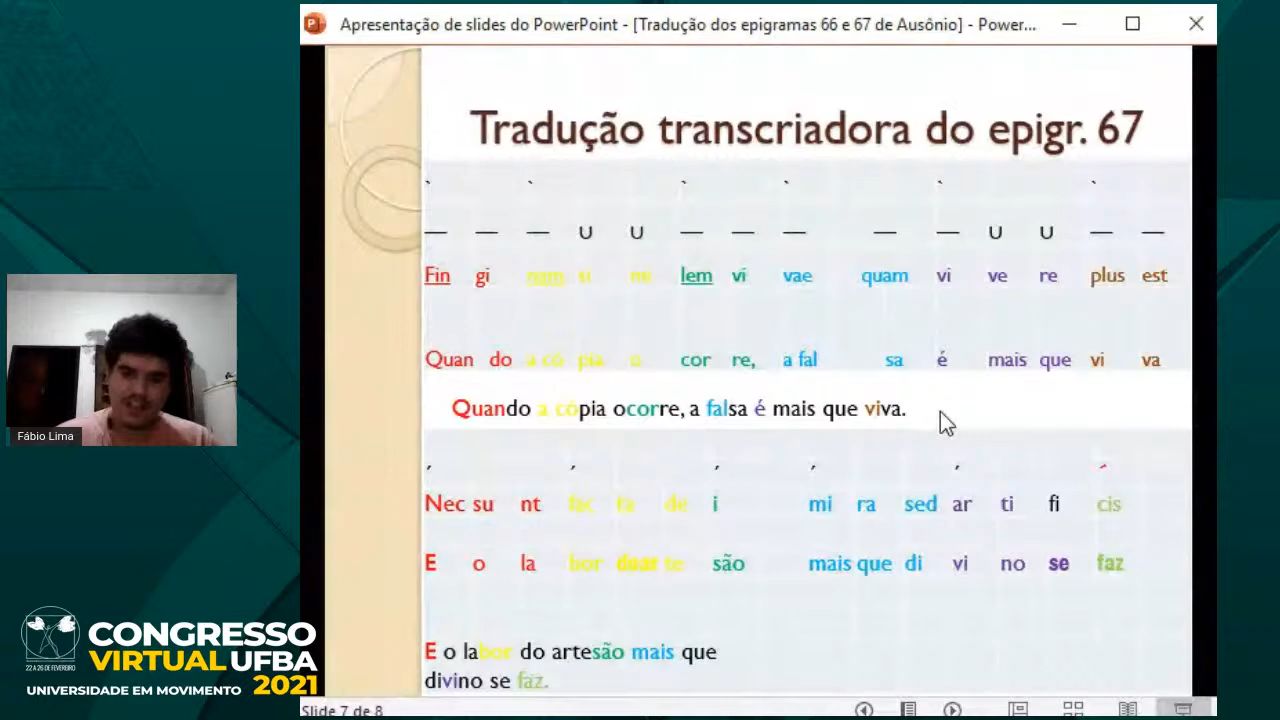 Apresentação de slides do PowerPoint - [Tradução dos epigramas 66 e 67 de Ausônio] - Power...
Tradução transcriadora do epigr. 67
— — — U U — — — — — U U — —
Fin gi nam si mi lem vi vae quam vi ve re plus est
Quan do a có pia o cor re, a fal sa é mais que vi va
Quando a cópia ocorre, a falsa é mais que viva.
Nec su nt fac ta de i mi ra sed ar ti fi cis
E o la bor doar te são mais que di vi no se faz
E o labor do artesão mais que
divino se faz.
Fábio Lima
22 A 26 DE FEVEREIRO
CONGRESSO
VIRTUAL UFBA
UNIVERSIDADE EM MOVIMENTO 2021
Slide 7 de 8